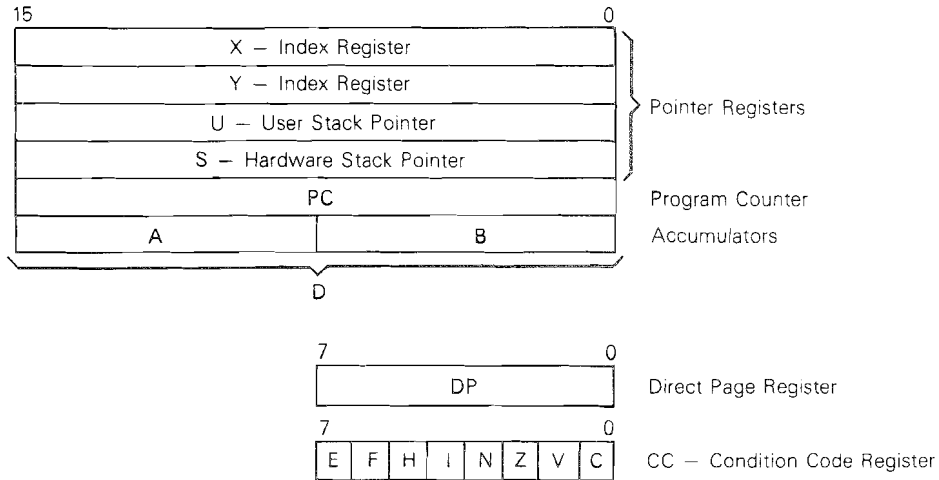 15 0
X – Index Register
Y – Index Register
U – User Stack Pointer
S – Hardware Stack Pointer
Pointer Registers
PC
Program Counter
A B
Accumulators
D
7 0
DP
Direct Page Register
7 0
E F H I N Z V C
CC – Condition Code Register